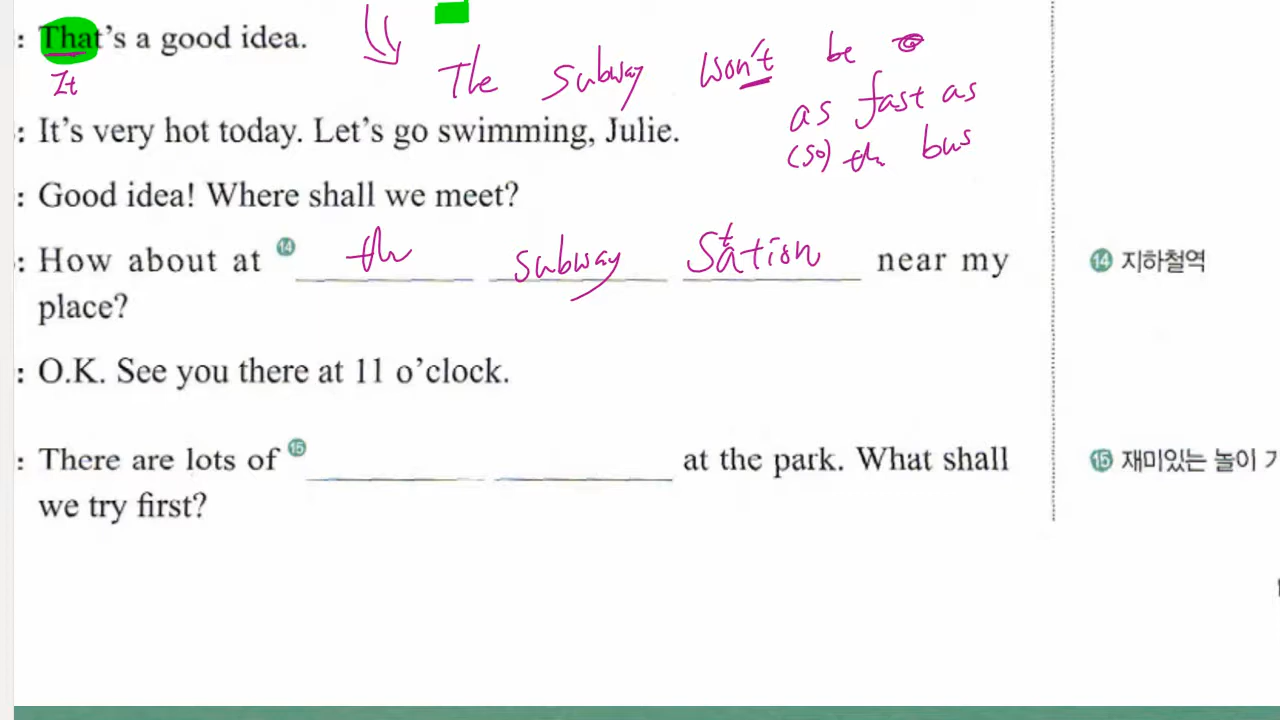 : That's a good idea.
It
The subway won't be
as fast as
(so) the bus
: It's very hot today. Let's go swimming, Julie.
: Good idea! Where shall we meet?
: How about at ⑭ the subway station near my
place?
⑭ 지하철역
: O.K. See you there at 11 o'clock.
: There are lots of ⑮ ____ ____ at the park. What shall
we try first?
⑮ 재미있는 놀이 기